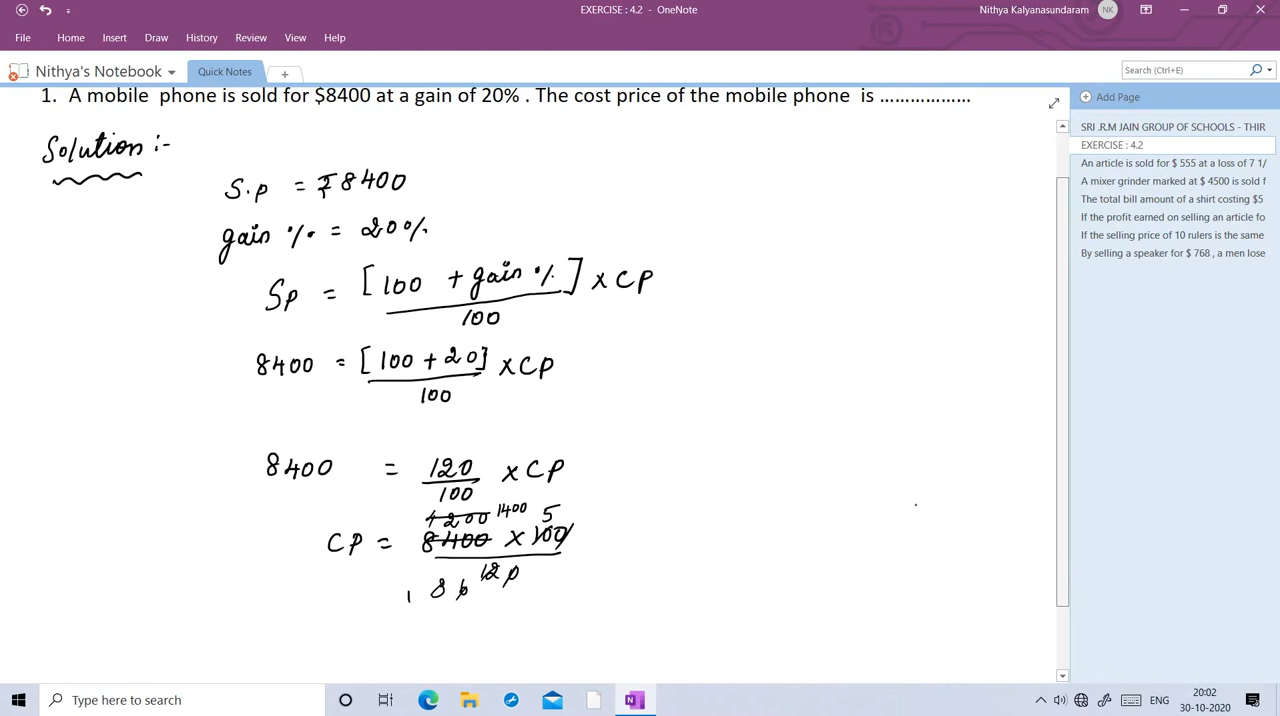 EXERCISE : 4.2 - OneNote
Nithya Kalyanasundaram NK
File Home Insert Draw History Review View Help
Nithya's Notebook Quick Notes +
Search (Ctrl+E)
1. A mobile phone is sold for $8400 at a gain of 20% . The cost price of the mobile phone is ………………
Solution :-
S.p = ₹8400
gain % = 20%
Sp = [100 + gain %] × CP
100
8400 = [100 + 20] × CP
100
8400 = 120 × CP
100
4200 1400 5
CP = 8400 × 100
120
Add Page
SRI .R.M JAIN GROUP OF SCHOOLS - THIR
EXERCISE : 4.2
An article is sold for $ 555 at a loss of 7 1/
A mixer grinder marked at $ 4500 is sold f
The total bill amount of a shirt costing $5
If the profit earned on selling an article fo
If the selling price of 10 rulers is the same
By selling a speaker for $ 768 , a men lose
Type here to search
ENG
20:02
30-10-2020